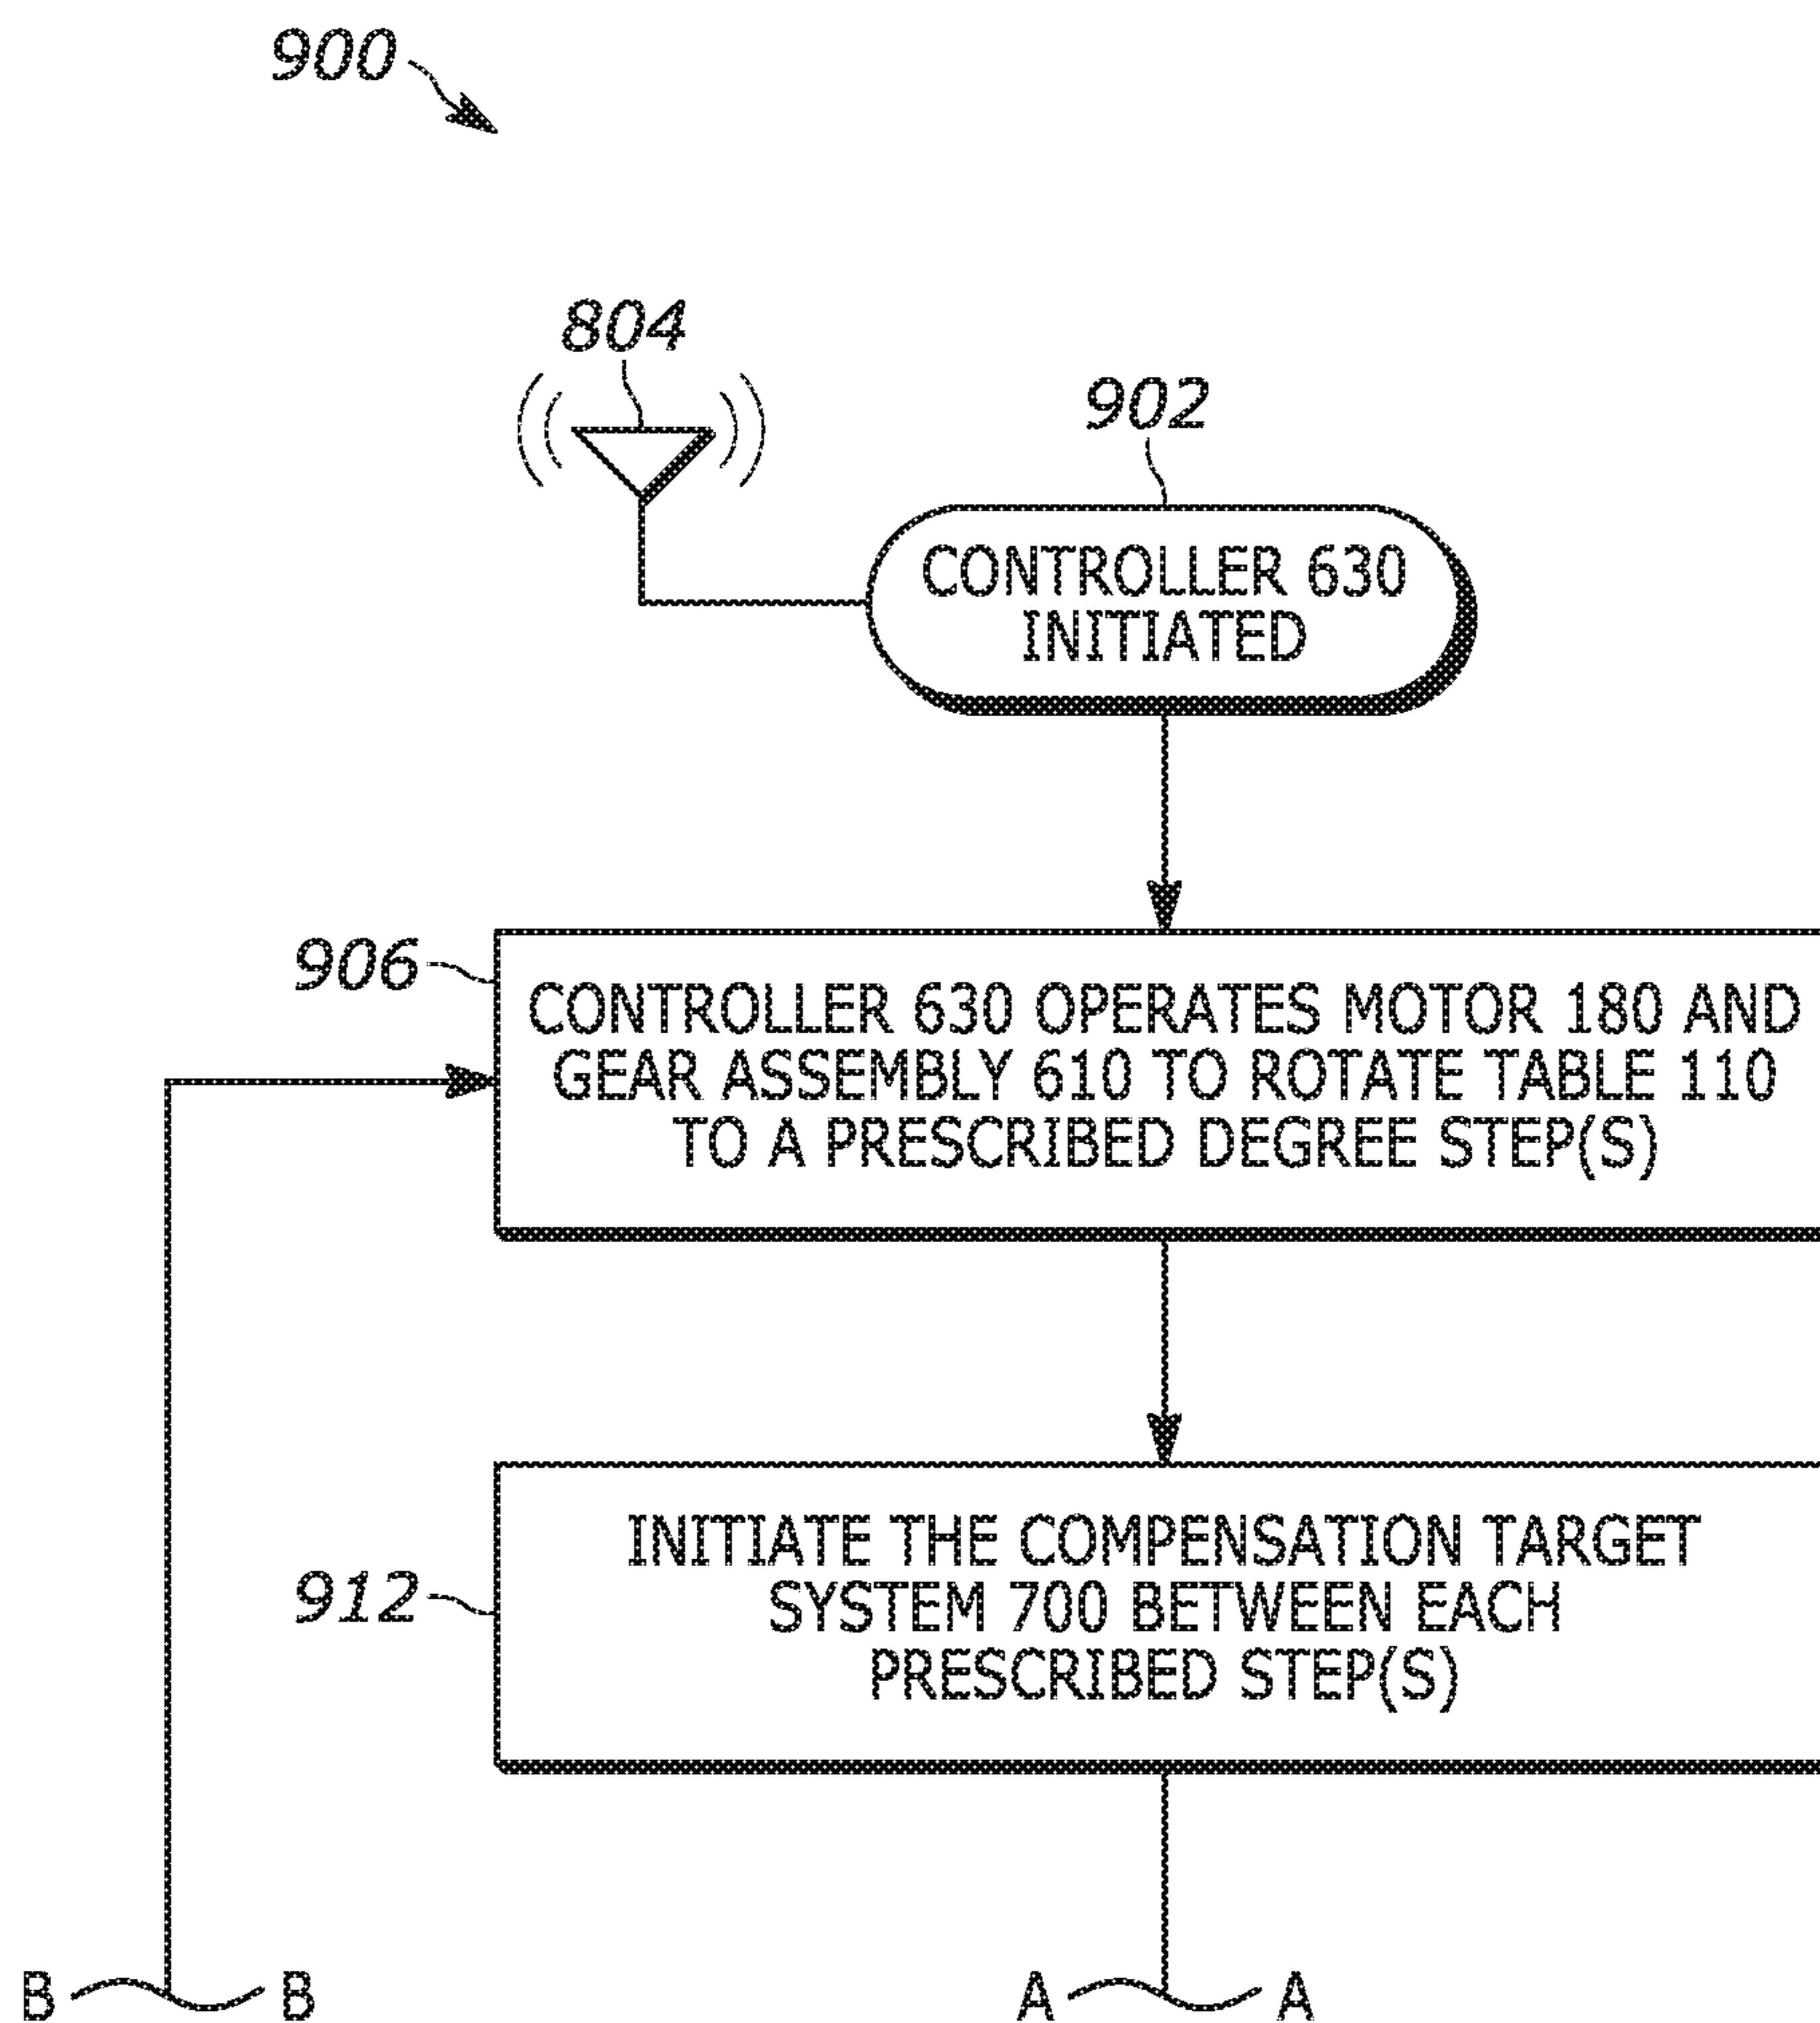 900
804
902
CONTROLLER 630
INITIATED
906
CONTROLLER 630 OPERATES MOTOR 180 AND
GEAR ASSEMBLY 610 TO ROTATE TABLE 110
TO A PRESCRIBED DEGREE STEP(S)
912
INITIATE THE COMPENSATION TARGET
SYSTEM 700 BETWEEN EACH
PRESCRIBED STEP(S)
B B A A